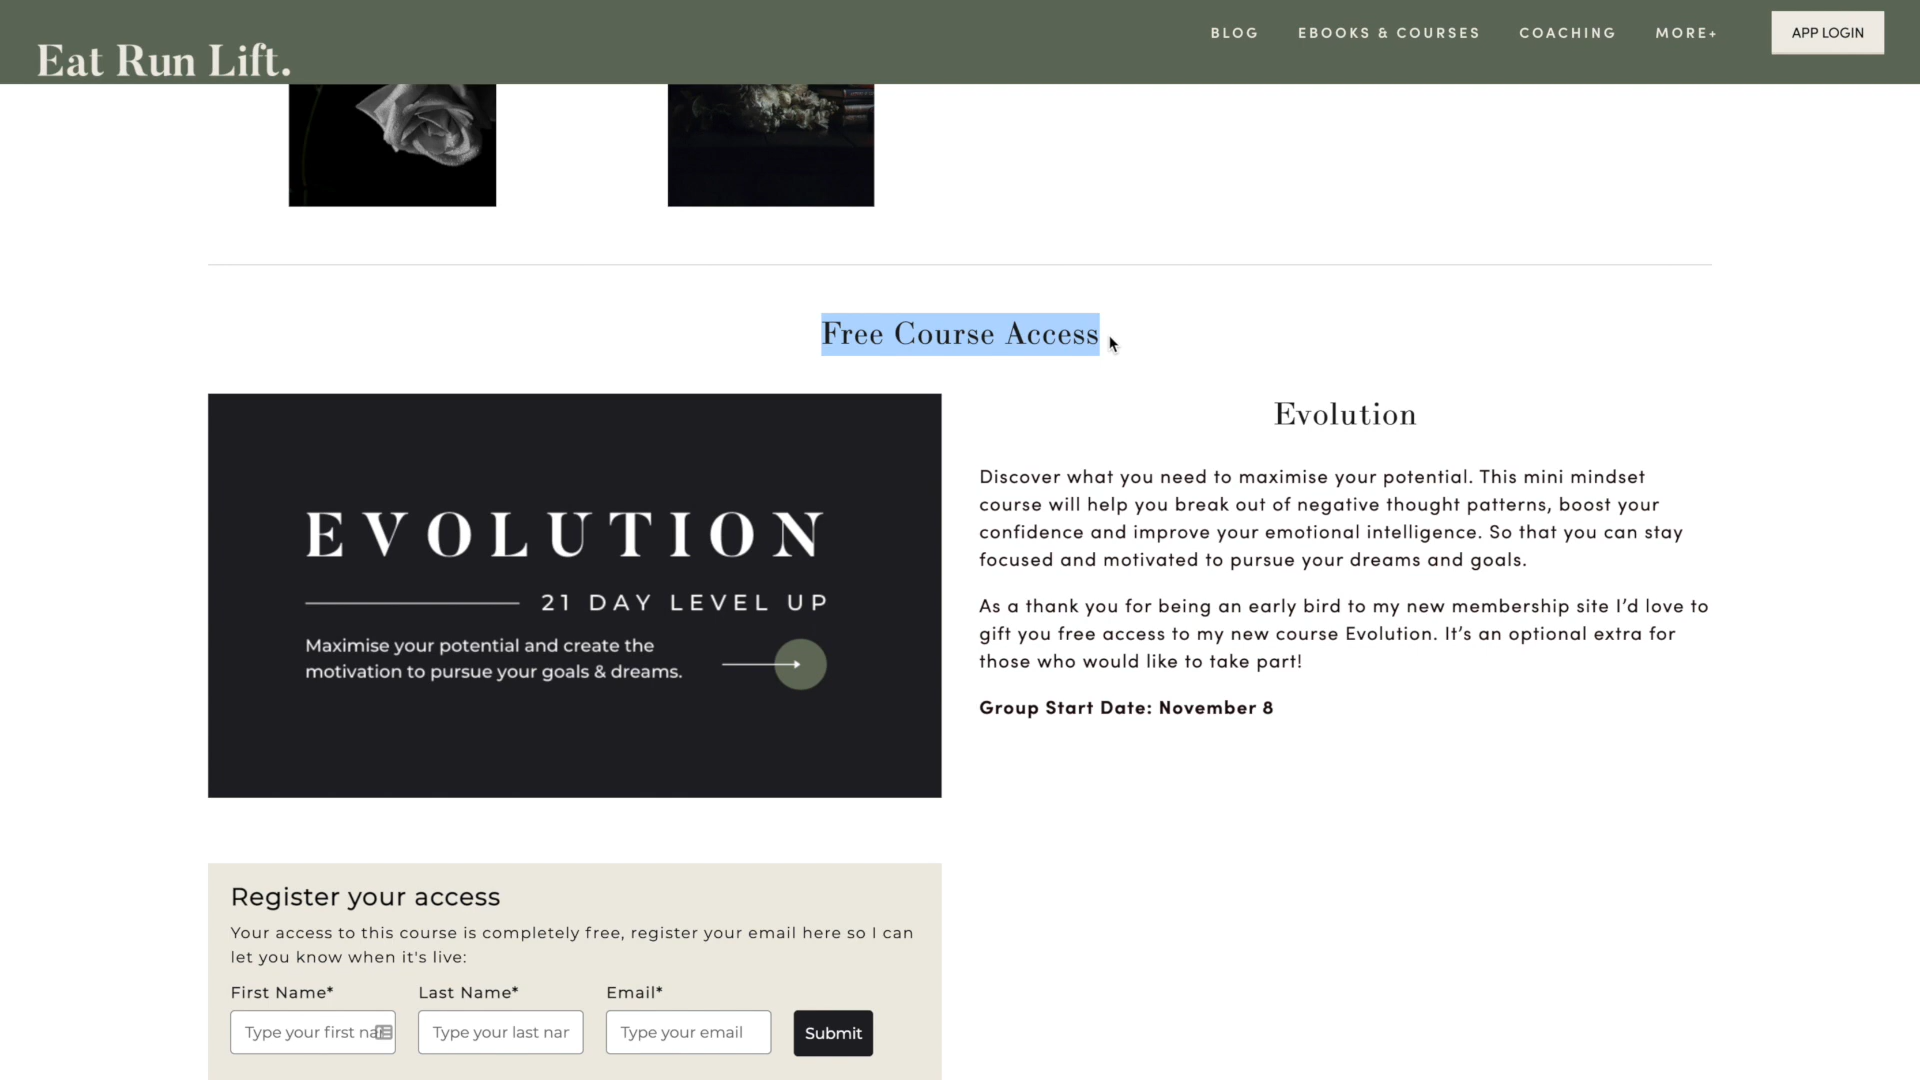 Eat Run Lift.
BLOG
EBOOKS & COURSES
COACHING
MORE+
APP LOGIN
Free Course Access
EVOLUTION
21 DAY LEVEL UP
Maximise your potential and create the
motivation to pursue your goals & dreams.
Evolution
Discover what you need to maximise your potential. This mini mindset
course will help you break out of negative thought patterns, boost your
confidence and improve your emotional intelligence. So that you can stay
focused and motivated to pursue your dreams and goals.
As a thank you for being an early bird to my new membership site I’d love to
gift you free access to my new course Evolution. It’s an optional extra for
those who would like to take part!
Group Start Date: November 8
Register your access
Your access to this course is completely free, register your email here so I can
let you know when it's live:
First Name*
Last Name*
Email*
Type your first na
Type your last nar
Type your email
Submit